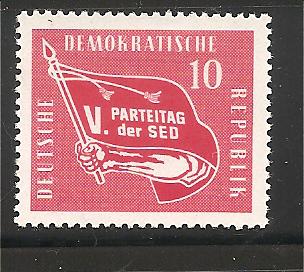 DEUTSCHE
DEMOKRATISCHE
REPUBLIK
10
V. PARTEITAG
der SED